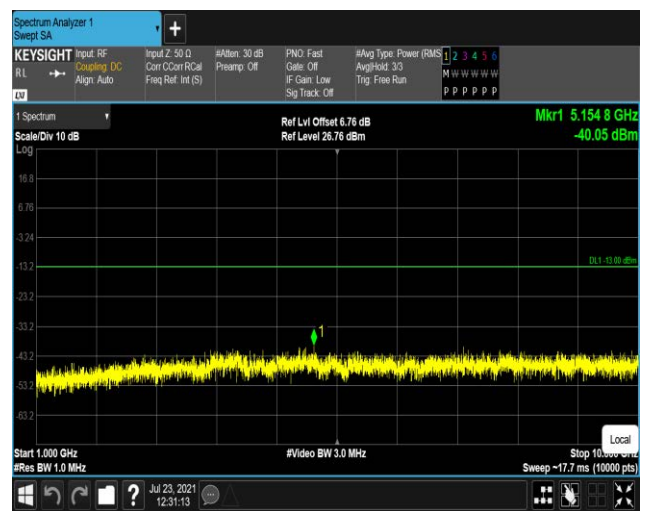 Spectrum Analyzer 1
Swept SA
+
KEYSIGHT
RL
LXI
Input: RF
Coupling: DC
Align: Auto
Input Z: 50 Ω
Corr CCorr RCal
Freq Ref: Int (S)
#Atten: 30 dB
Preamp: Off
PNO: Fast
Gate: Off
IF Gain: Low
Sig Track: Off
#Avg Type: Power (RMS
Avg|Hold: 3/3
Trig: Free Run
1 2 3 4 5 6
M W W W W W
P P P P P P
1 Spectrum
Scale/Div 10 dB
Log
Ref Lvl Offset 6.76 dB
Ref Level 26.76 dBm
Mkr1 5.154 8 GHz
-40.05 dBm
16.8
6.76
-3.24
-13.2
DL1 -13.00 dBm
-23.2
-33.2
1
-43.2
-53.2
-63.2
Local
Start 1.000 GHz
#Res BW 1.0 MHz
#Video BW 3.0 MHz
Stop 10.000 GHz
Sweep ~17.7 ms (10000 pts)
?
Jul 23, 2021
12:31:13